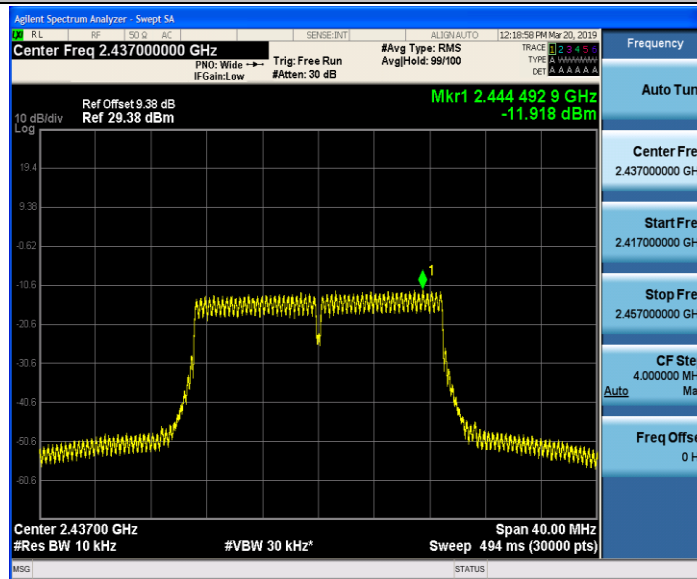 Agilent Spectrum Analyzer - Swept SA
RL RF 50 Ω AC SENSE:INT ALIGNAUTO 12:18:58 PM Mar 20, 2019
Center Freq 2.437000000 GHz
PNO: Wide
IFGain:Low
Trig: Free Run
#Atten: 30 dB
#Avg Type: RMS
Avg|Hold: 99/100
TRACE 1 2 3 4 5 6
TYPE A WWWWW
DET A A A A A A
Mkr1 2.444 492 9 GHz
-11.918 dBm
Ref Offset 9.38 dB
10 dB/div Ref 29.38 dBm
Log
19.4
9.38
-0.62
-10.6
-20.6
-30.6
-40.6
-50.6
-60.6
1
Center 2.43700 GHz
Span 40.00 MHz
#Res BW 10 kHz
#VBW 30 kHz*
Sweep 494 ms (30000 pts)
MSG STATUS
Frequency
Auto Tun
Center Fre
2.437000000 GH
Start Fre
2.417000000 GH
Stop Fre
2.457000000 GH
CF Ste
4.000000 MH
Auto Ma
Freq Offse
0 H